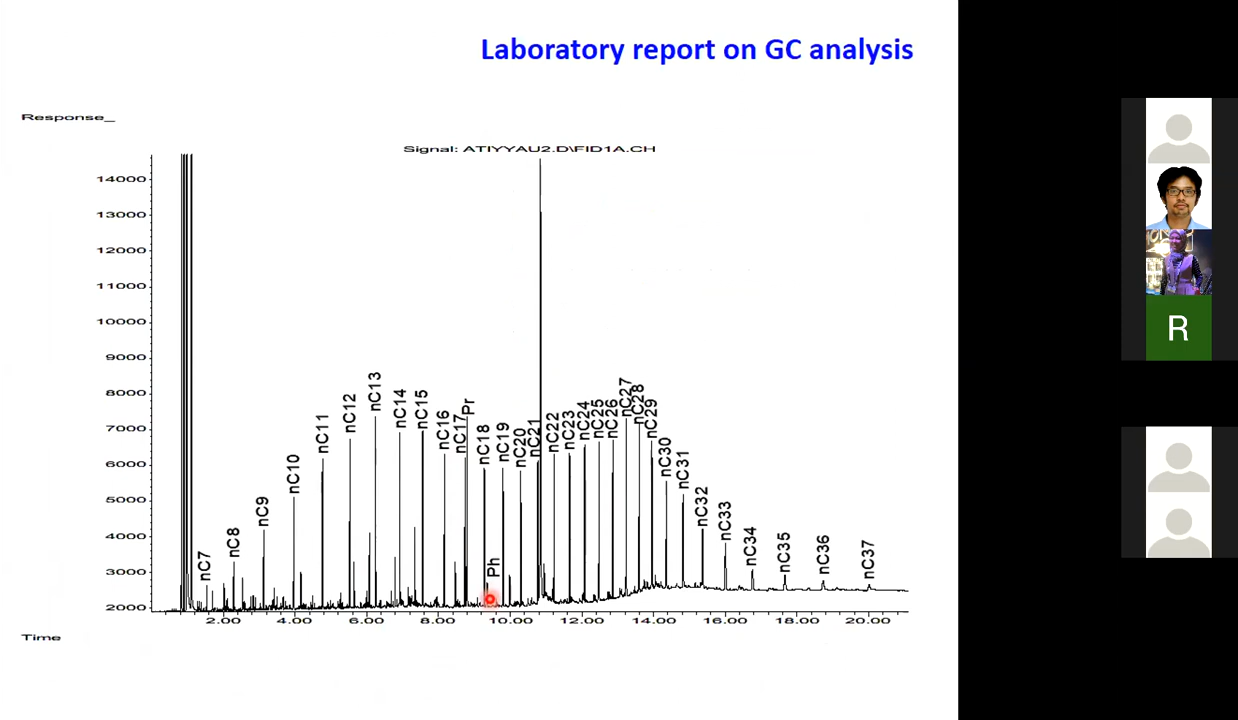 Laboratory report on GC analysis
Response_
Signal: ATIYYAU2.D\FID1A.CH
14000
13000
12000
11000
10000
9000
8000
7000
6000
5000
4000
3000
2000
nC7
nC8
nC9
nC10
nC11
nC12
nC13
nC14
nC15
nC16
nC17
Pr
nC18
Ph
nC19
nC20
nC21
nC22
nC23
nC24
nC25
nC26
nC27
nC28
nC29
nC30
nC31
nC32
nC33
nC34
nC35
nC36
nC37
2.00 4.00 6.00 8.00 10.00 12.00 14.00 16.00 18.00 20.00
Time
R